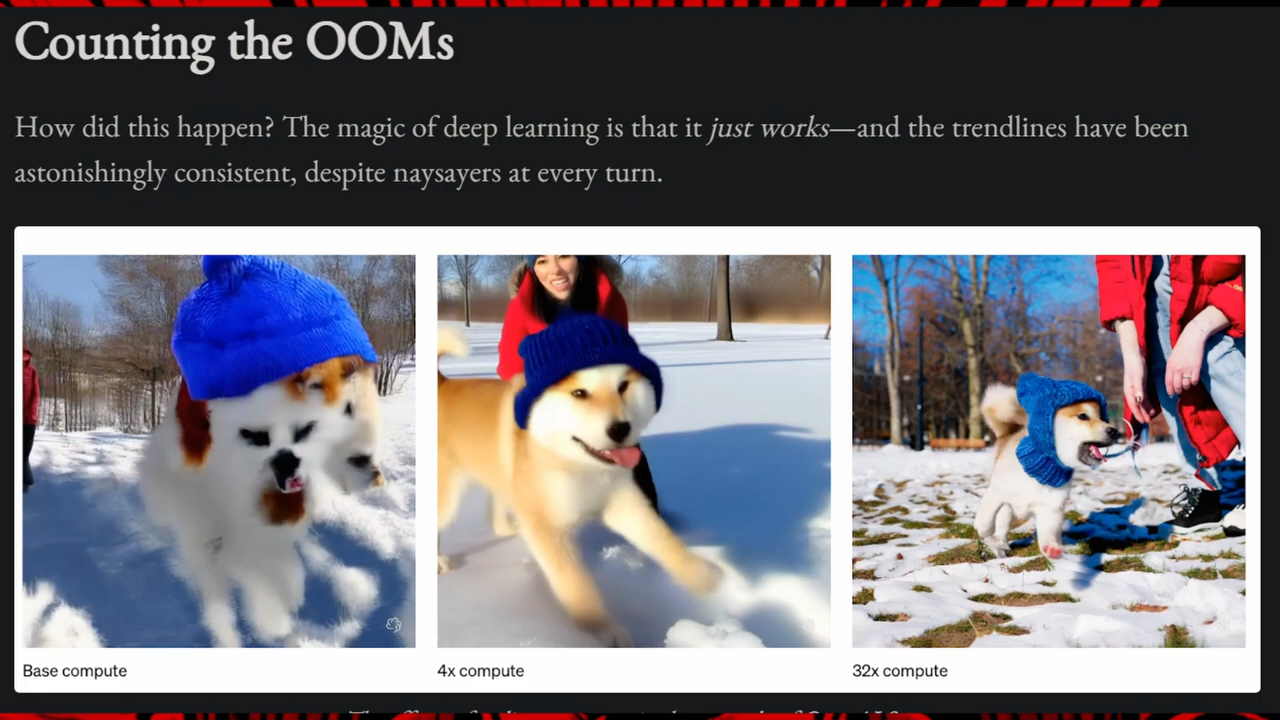 Counting the OOMs
How did this happen? The magic of deep learning is that it just works—and the trendlines have been
astonishingly consistent, despite naysayers at every turn.
Base compute
4x compute
32x compute